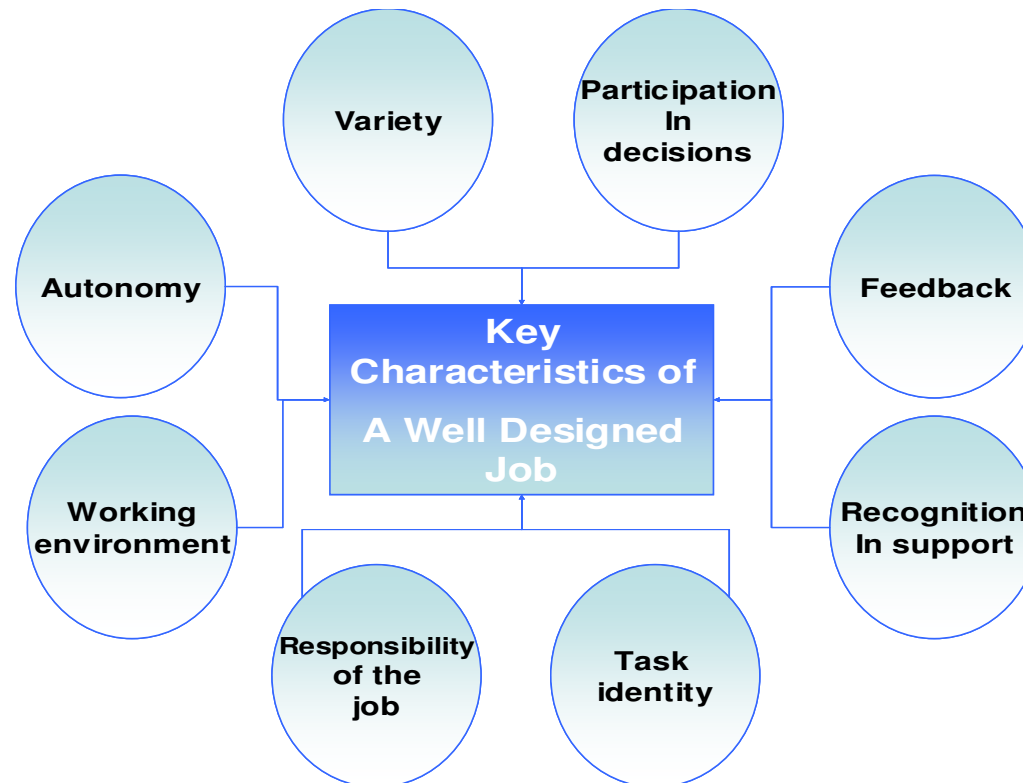 Variety
Participation
In
decisions
Autonomy
Feedback
Key
Characteristics of
A Well Designed
Job
Working
environment
Recognition
In support
Responsibility
of the
job
Task
identity